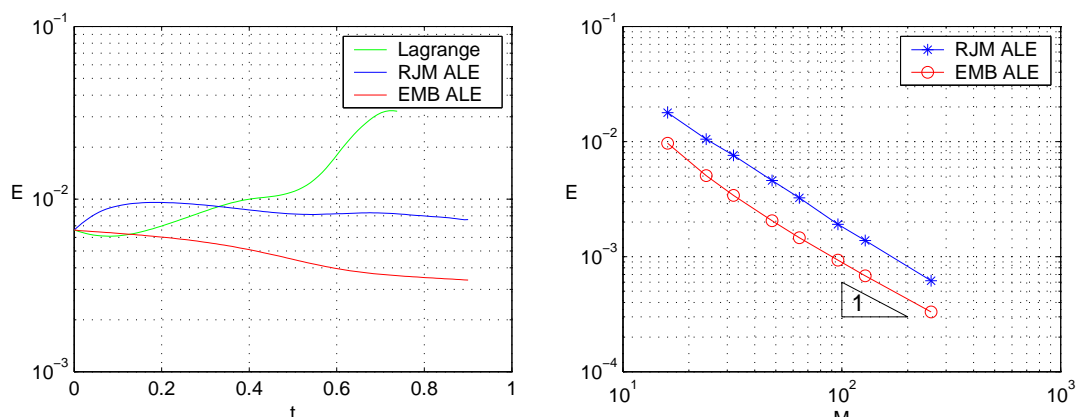 10^-1
10^-2
10^-3
E
Lagrange
RJM ALE
EMB ALE
0 0.2 0.4 0.6 0.8 1
t
10^-1
10^-2
10^-3
10^-4
E
RJM ALE
EMB ALE
1
10^1 10^2 10^3
M